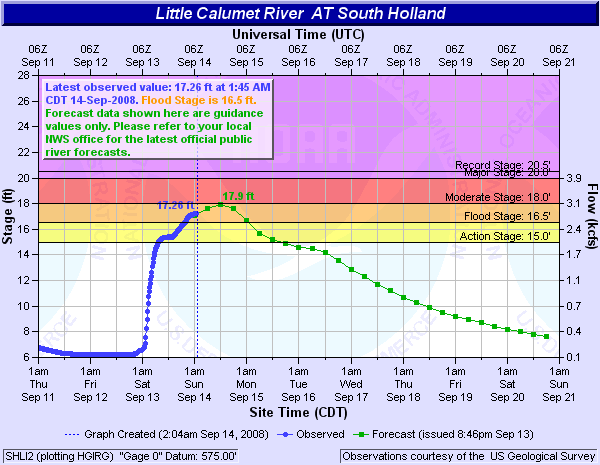 Little Calumet River AT South Holland
Universal Time (UTC)
06Z 06Z 06Z 06Z 06Z 06Z 06Z 06Z 06Z 06Z 06Z
Sep 11 Sep 12 Sep 13 Sep 14 Sep 15 Sep 16 Sep 17 Sep 18 Sep 19 Sep 20 Sep 21
Latest observed value: 17.26 ft at 1:45 AM
CDT 14-Sep-2008. Flood Stage is 16.5 ft.
Forecast data shown here are guidance
values only. Please refer to your local
NWS office for the latest official public
river forecasts.
Stage (ft)
28
26
24
22
20
18
16
14
12
10
8
6
Record Stage: 20.5'
Major Stage: 20.0'
Moderate Stage: 18.0'
Flood Stage: 16.5'
Action Stage: 15.0'
17.26 ft
17.9 ft
Flow (kcfs)
3.9
3.1
2.4
1.7
1.2
0.7
0.4
0.1
1am 1am 1am 1am 1am 1am 1am 1am 1am 1am 1am
Thu Fri Sat Sun Mon Tue Wed Thu Fri Sat Sun
Sep 11 Sep 12 Sep 13 Sep 14 Sep 15 Sep 16 Sep 17 Sep 18 Sep 19 Sep 20 Sep 21
Site Time (CDT)
Graph Created (2:04am Sep 14, 2008) Observed Forecast (issued 8:46pm Sep 13)
SHLI2 (plotting HGIRG) "Gage 0" Datum: 575.00'
Observations courtesy of the US Geological Survey